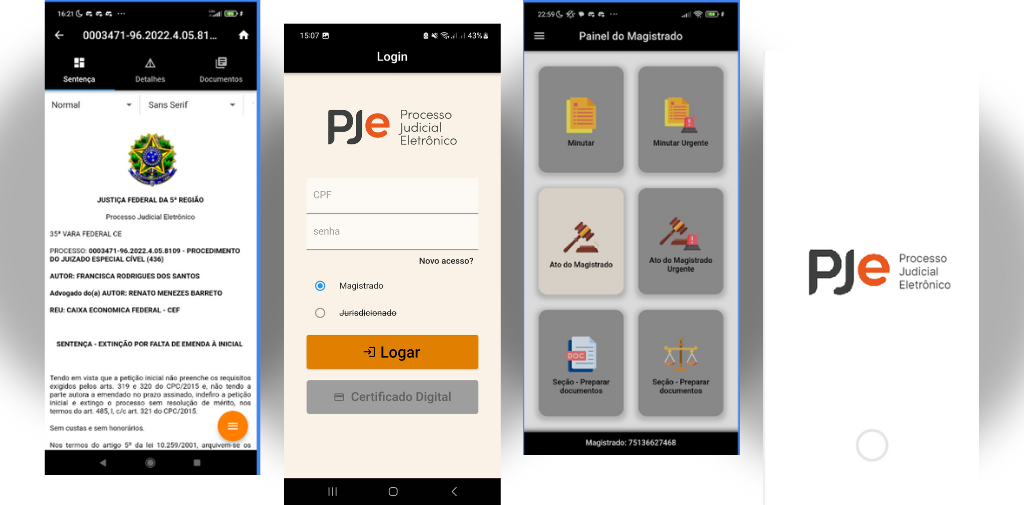 16:21
0003471-96.2022.4.05.81...
Sentença
Detalhes
Documentos
Normal
Sans Serif
JUSTIÇA FEDERAL DA 5ª REGIÃO
Processo Judicial Eletrônico
35ª VARA FEDERAL CE
PROCESSO: 0003471-96.2022.4.05.8109 - PROCEDIMENTO
DO JUIZADO ESPECIAL CÍVEL (436)
AUTOR: FRANCISCA RODRIGUES DOS SANTOS
Advogado do(a) AUTOR: RENATO MENEZES BARRETO
REU: CAIXA ECONOMICA FEDERAL - CEF
SENTENÇA - EXTINÇÃO POR FALTA DE EMENDA À INICIAL
Tendo em vista que a petição inicial não preenche os requisitos
exigidos pelos arts. 319 e 320 do CPC/2015 e, não tendo a
parte autora a emendado no prazo assinado, indefiro a petição
inicial e extingo o processo sem resolução de mérito, nos
termos do art. 485, I, c/c art. 321 do CPC/2015.
Sem custas e sem honorários.
Nos termos do artigo 5º da lei 10.259/2001, arquivem-se os
15:07
43%
Login
PJe
Processo
Judicial
Eletrônico
CPF
senha
Novo acesso?
Magistrado
Jurisdicionado
Logar
Certificado Digital
22:59
Painel do Magistrado
Minutar
Minutar Urgente
Ato do Magistrado
Ato do Magistrado
Urgente
DOC
Seção - Preparar
documentos
Seção - Preparar
documentos
Magistrado: 75136627468
PJe
Processo
Judicial
Eletrônico